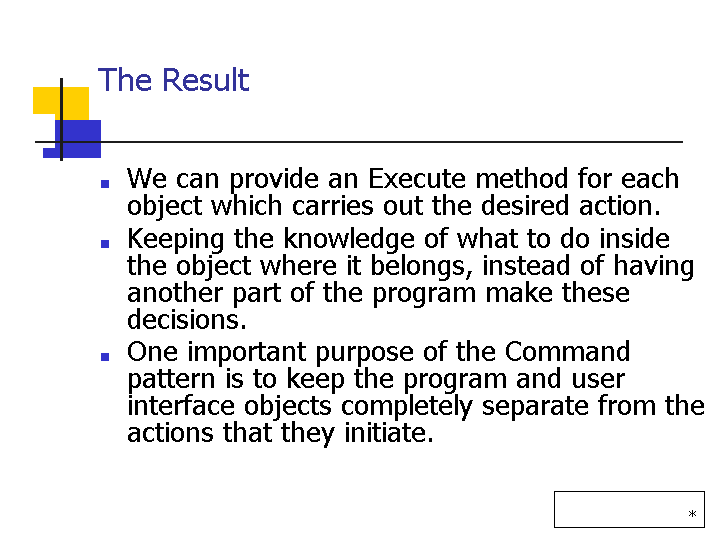 The Result
■ We can provide an Execute method for each
object which carries out the desired action.
■ Keeping the knowledge of what to do inside
the object where it belongs, instead of having
another part of the program make these
decisions.
■ One important purpose of the Command
pattern is to keep the program and user
interface objects completely separate from the
actions that they initiate.
*